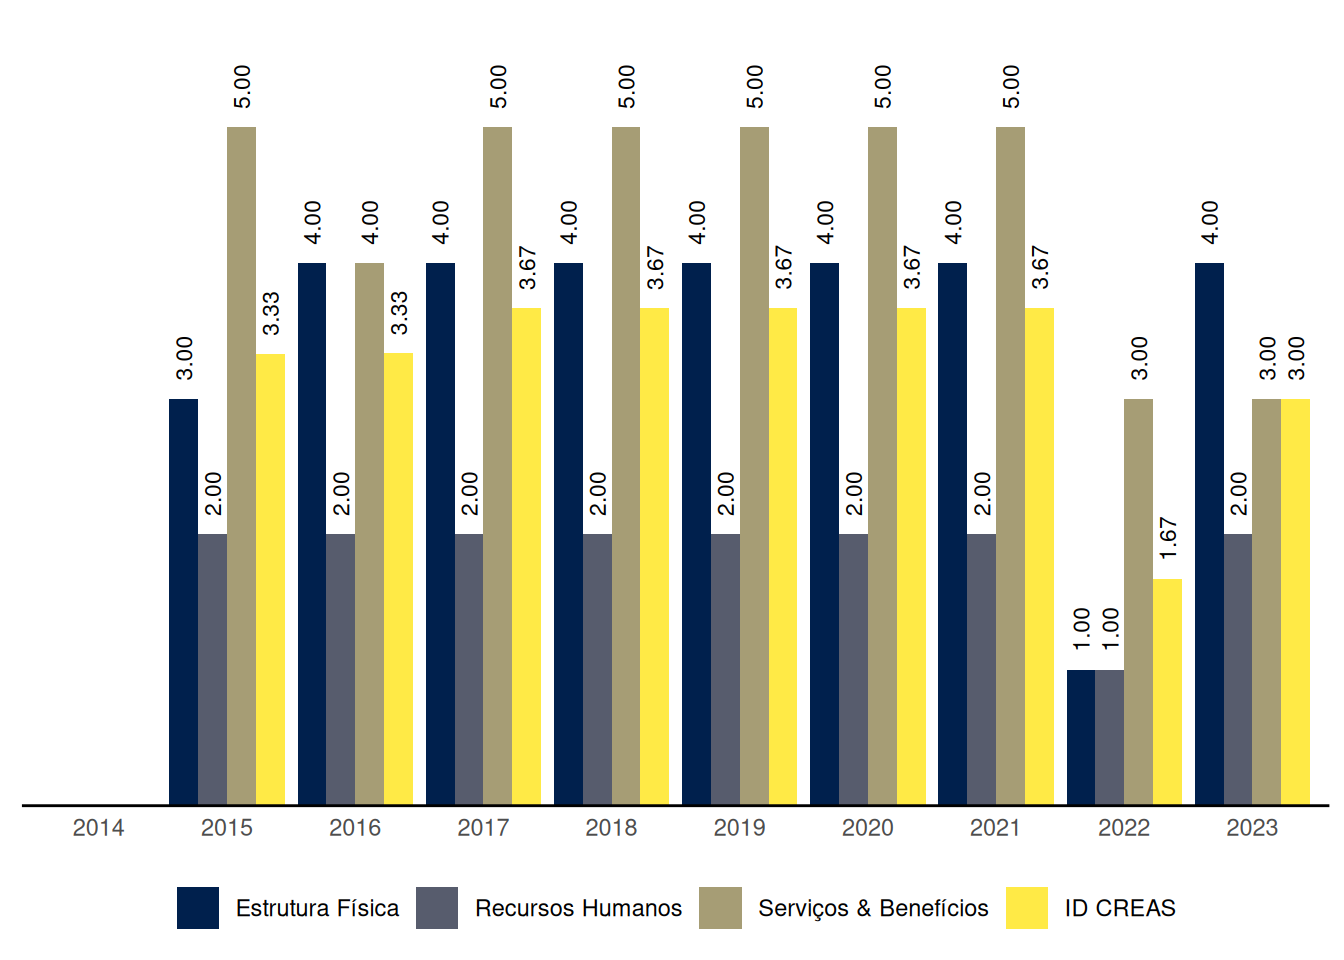 3.00 2.00 5.00 3.33 4.00 2.00 4.00 3.33 4.00 2.00 5.00 3.67 4.00 2.00 5.00 3.67 4.00 2.00 5.00 3.67 4.00 2.00 5.00 3.67 4.00 2.00 5.00 3.67 1.00 1.00 3.00 1.67 4.00 2.00 3.00 3.00
2014 2015 2016 2017 2018 2019 2020 2021 2022 2023
Estrutura Física Recursos Humanos Serviços & Benefícios ID CREAS